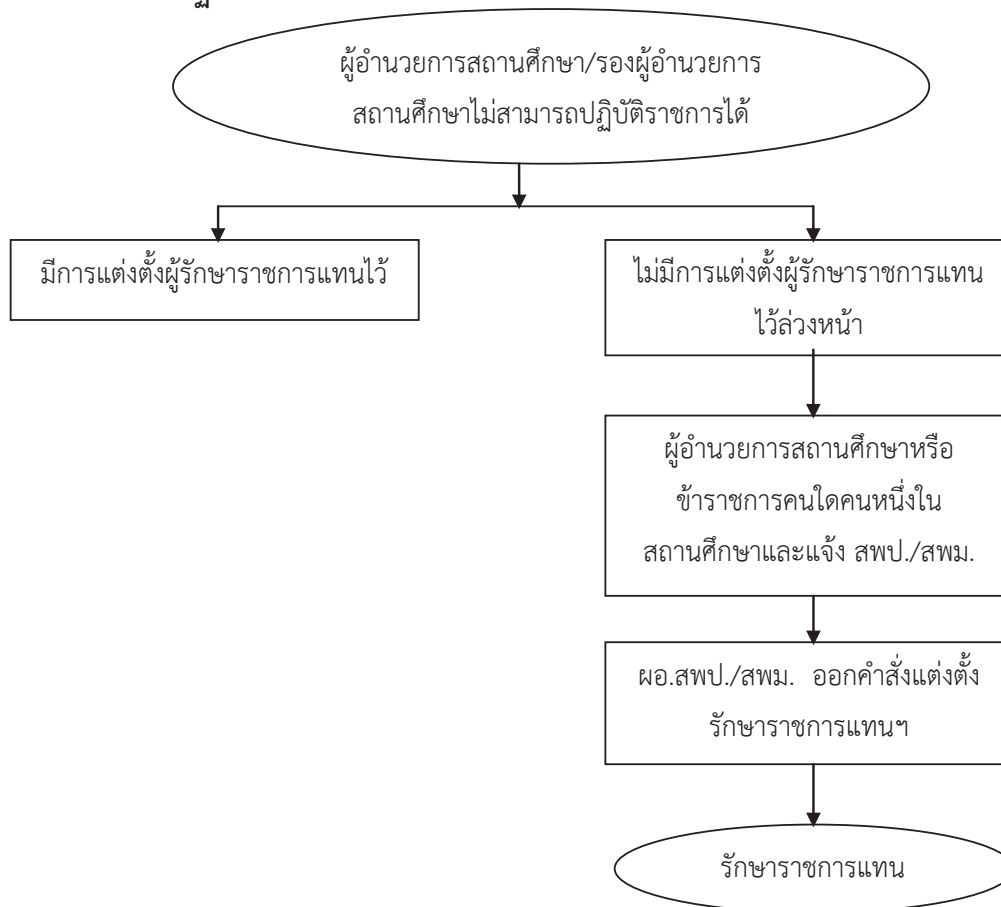 ผู้อำนวยการสถานศึกษา/รองผู้อำนวยการ
สถานศึกษาไม่สามารถปฏิบัติราชการได้
มีการแต่งตั้งผู้รักษาราชการแทนไว้
ไม่มีการแต่งตั้งผู้รักษาราชการแทน
ไว้ล่วงหน้า
ผู้อำนวยการสถานศึกษาหรือ
ข้าราชการคนใดคนหนึ่งใน
สถานศึกษาและแจ้ง สพป./สพม.
ผอ.สพป./สพม. ออกคำสั่งแต่งตั้ง
รักษาราชการแทนฯ
รักษาราชการแทน